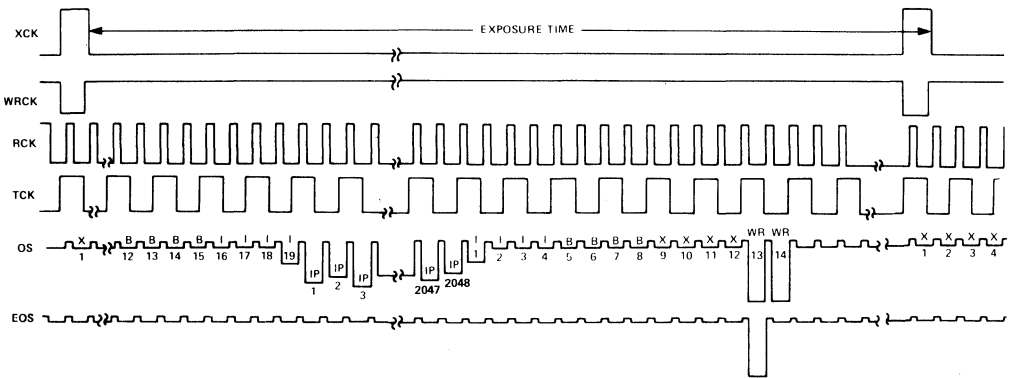 XCK
EXPOSURE TIME
WRCK
RCK
TCK
OS
X B B B B I I I I IP IP IP IP IP I I I I B B B B X X X X WR WR X X X X
1 12 13 14 15 16 17 18 19 1 2 3 2047 2048 1 2 3 4 5 6 7 8 9 10 11 12 13 14 1 2 3 4
EOS